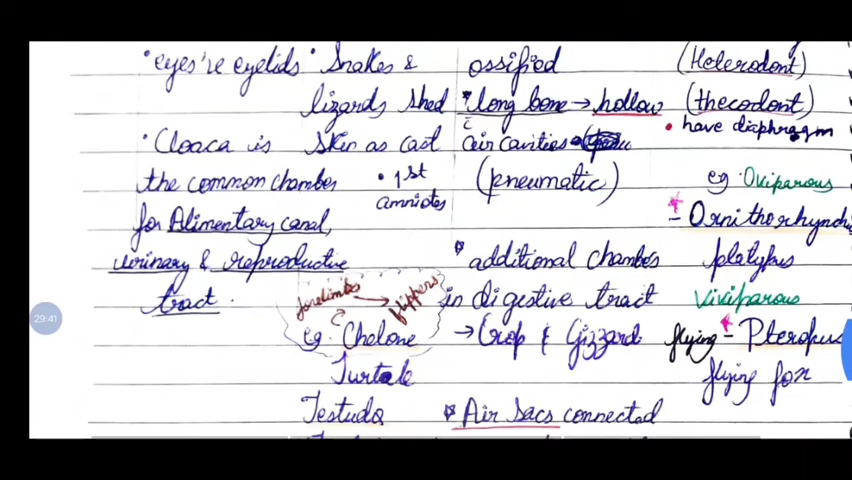 • eyes're eyelids
• Cloaca is
the common chamber
for Alimentary canal,
urinary & reproductive
tract.
• Snakes &
lizards shed
skin as cast
• 1st
amniotes
forelimbs → flippers
eg. Chelone
Turtle
Testudo
ossified
* long bone → hollow
c̄ air cavities
(pneumatic)
* additional chambers
in digestive tract
→ Crop & Gizzard
* Air sacs connected
(Heterodont)
(thecodont)
• have diaphragm
eg. Oviparous
* - Ornithorhynchu
platypus
Viviparous
flying * - Pteropus
flying fox
29:41